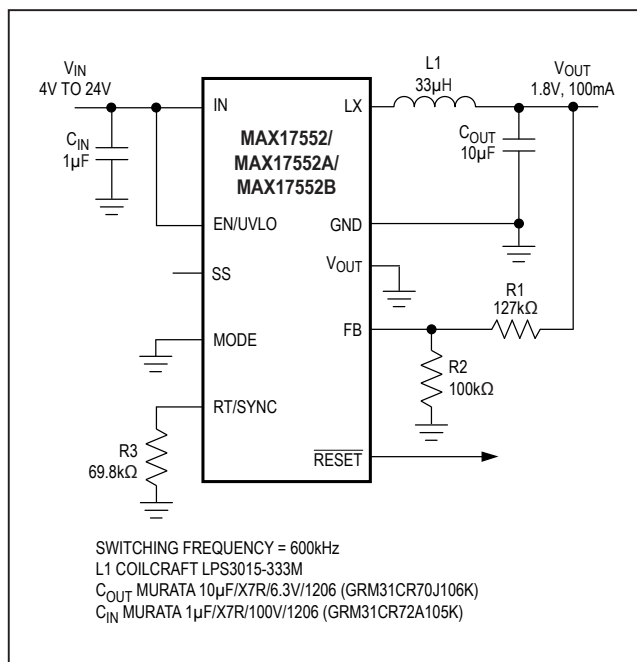 VIN
4V TO 24V
CIN
1µF
IN
LX
MAX17552/
MAX17552A/
MAX17552B
L1
33µH
VOUT
1.8V, 100mA
COUT
10µF
EN/UVLO
GND
SS
VOUT
R1
127kΩ
MODE
FB
R2
100kΩ
RT/SYNC
R3
69.8kΩ
RESET
SWITCHING FREQUENCY = 600kHz
L1 COILCRAFT LPS3015-333M
COUT MURATA 10µF/X7R/6.3V/1206 (GRM31CR70J106K)
CIN MURATA 1µF/X7R/100V/1206 (GRM31CR72A105K)